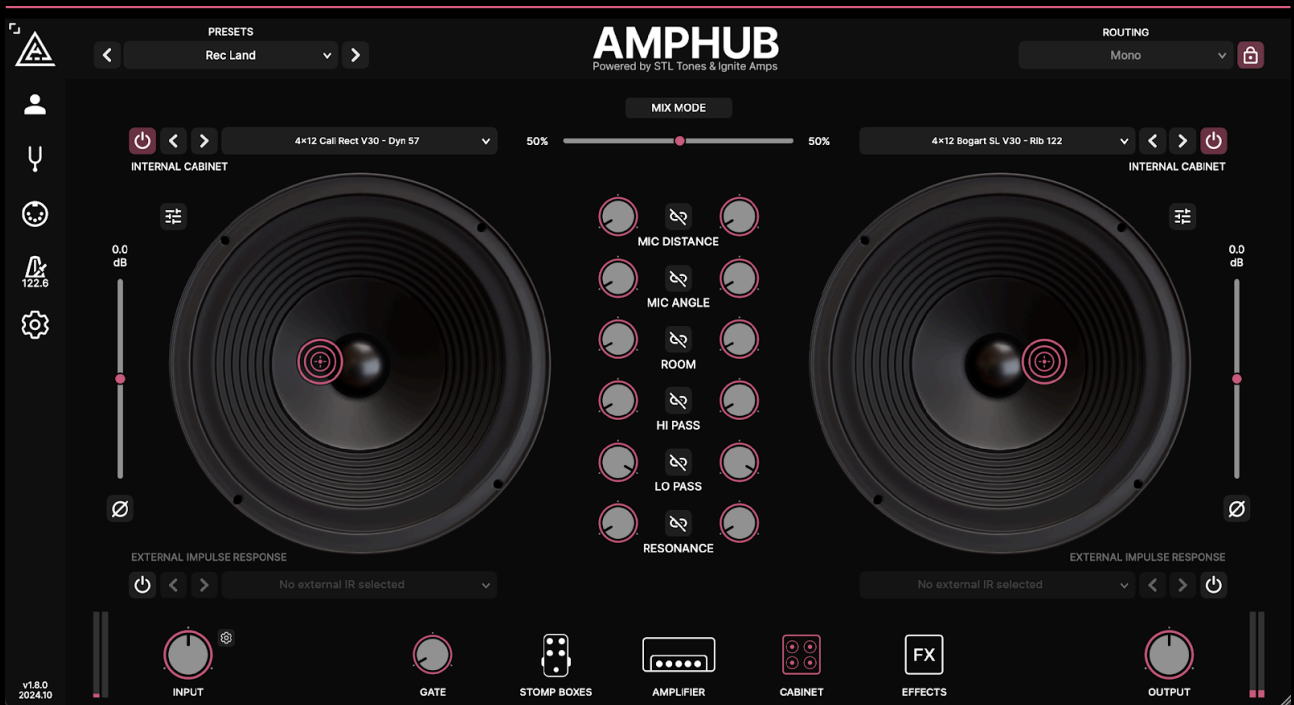 PRESETS
Rec Land
AMPHUB
Powered by STL Tones & Ignite Amps
ROUTING
Mono
MIX MODE
4×12 Cali Rect V30 - Dyn 57
50%
50%
4×12 Bogart SL V30 - Rib 122
INTERNAL CABINET
INTERNAL CABINET
MIC DISTANCE
0.0
dB
0.0
dB
122.6
MIC ANGLE
ROOM
HI PASS
LO PASS
RESONANCE
EXTERNAL IMPULSE RESPONSE
EXTERNAL IMPULSE RESPONSE
No external IR selected
No external IR selected
FX
v1.8.0
2024.10
INPUT
GATE
STOMP BOXES
AMPLIFIER
CABINET
EFFECTS
OUTPUT